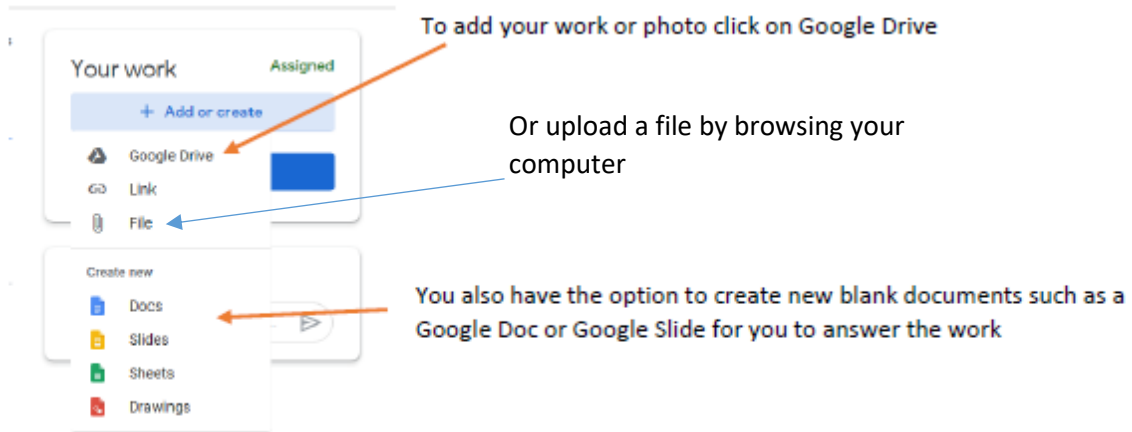 To add your work or photo click on Google Drive
Your work
Assigned
+ Add or create
Google Drive
Link
File
Or upload a file by browsing your
computer
Create new
Docs
Slides
Sheets
Drawings
You also have the option to create new blank documents such as a
Google Doc or Google Slide for you to answer the work